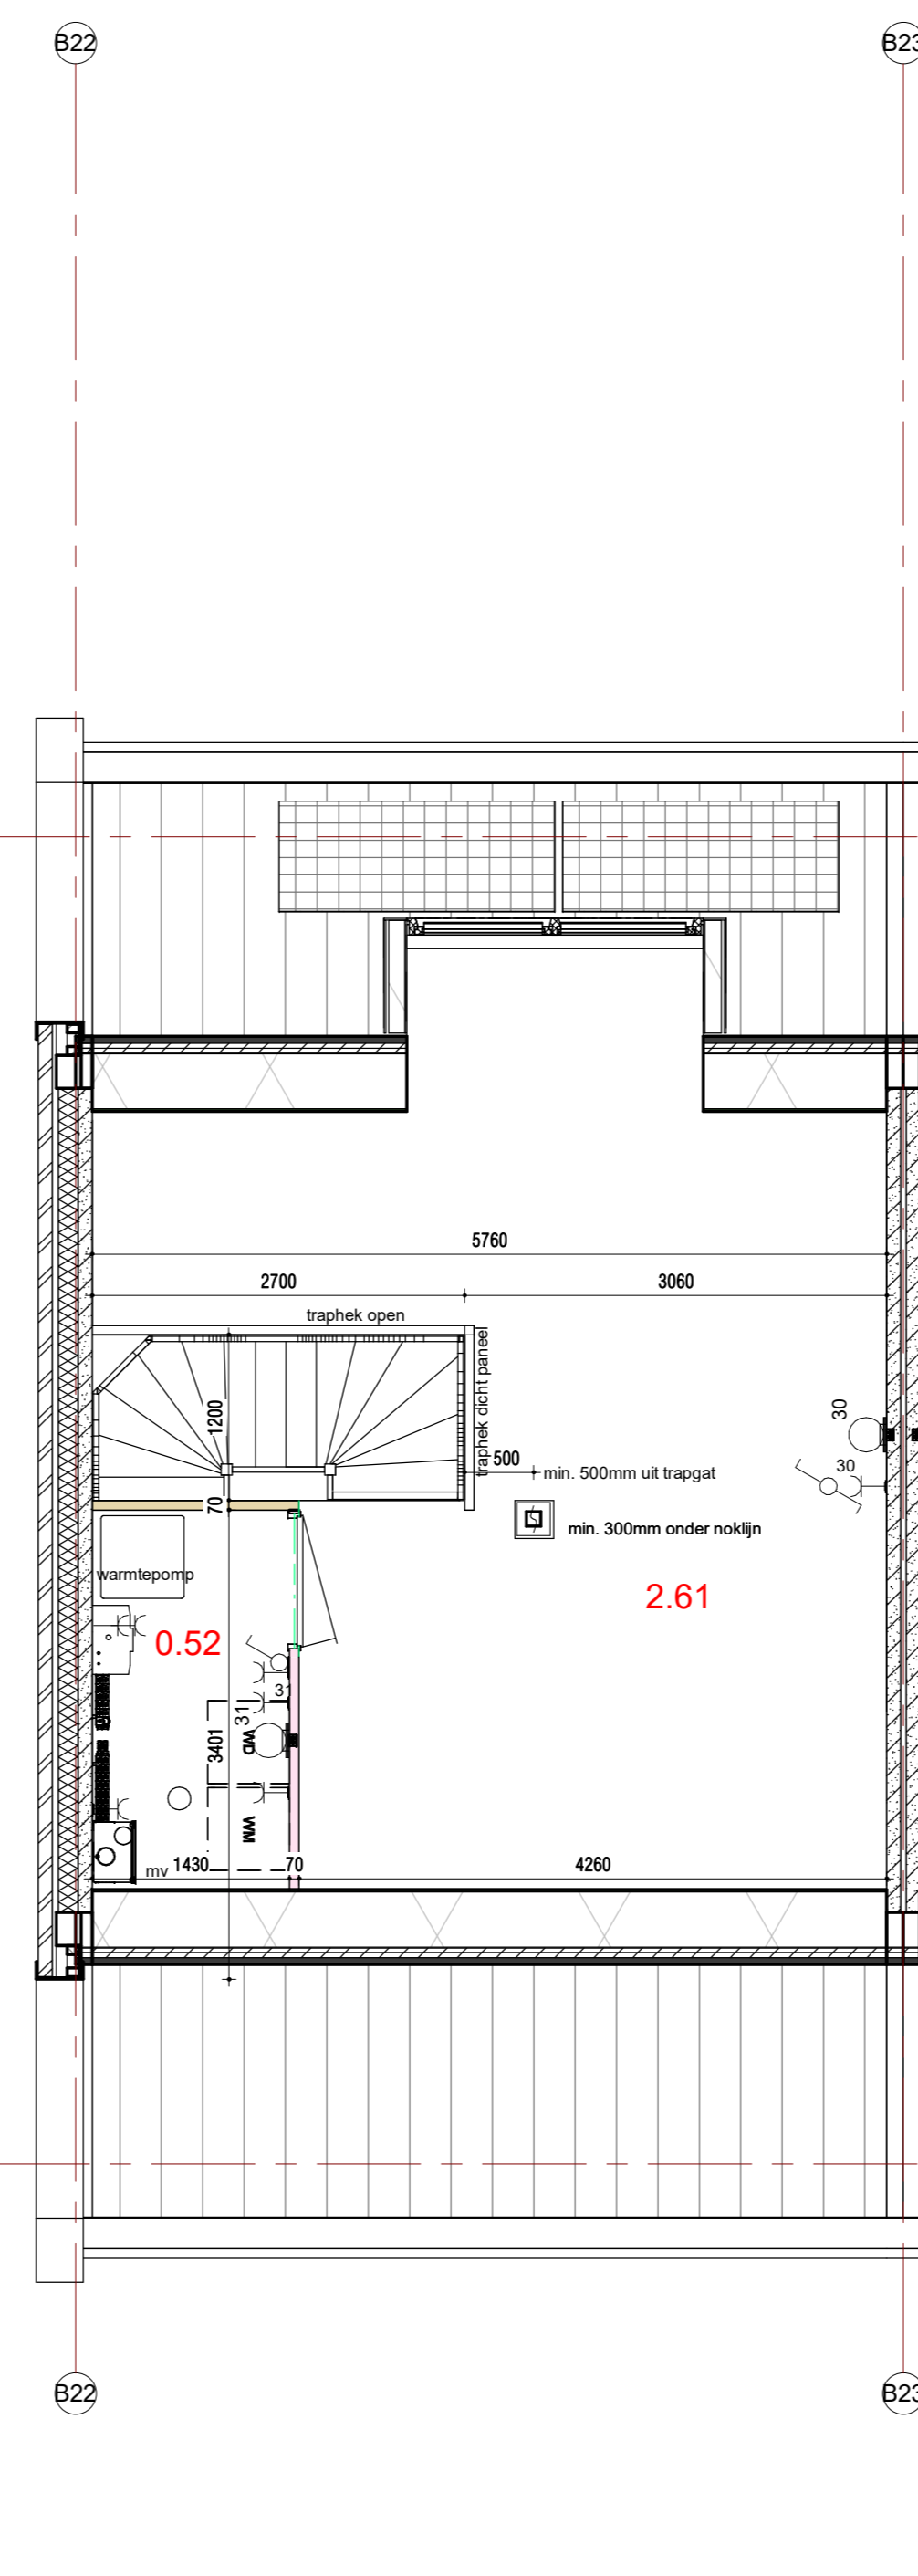 B22
B23
5760
2700
3060
traphek open
traphek dicht paneel
1200
500
min. 500mm uit trapgat
30
30
70
min. 300mm onder noklijn
warmtepomp
2.61
0.52
31
31
3401
WD
WM
mv
1430
70
4260
B22
B23